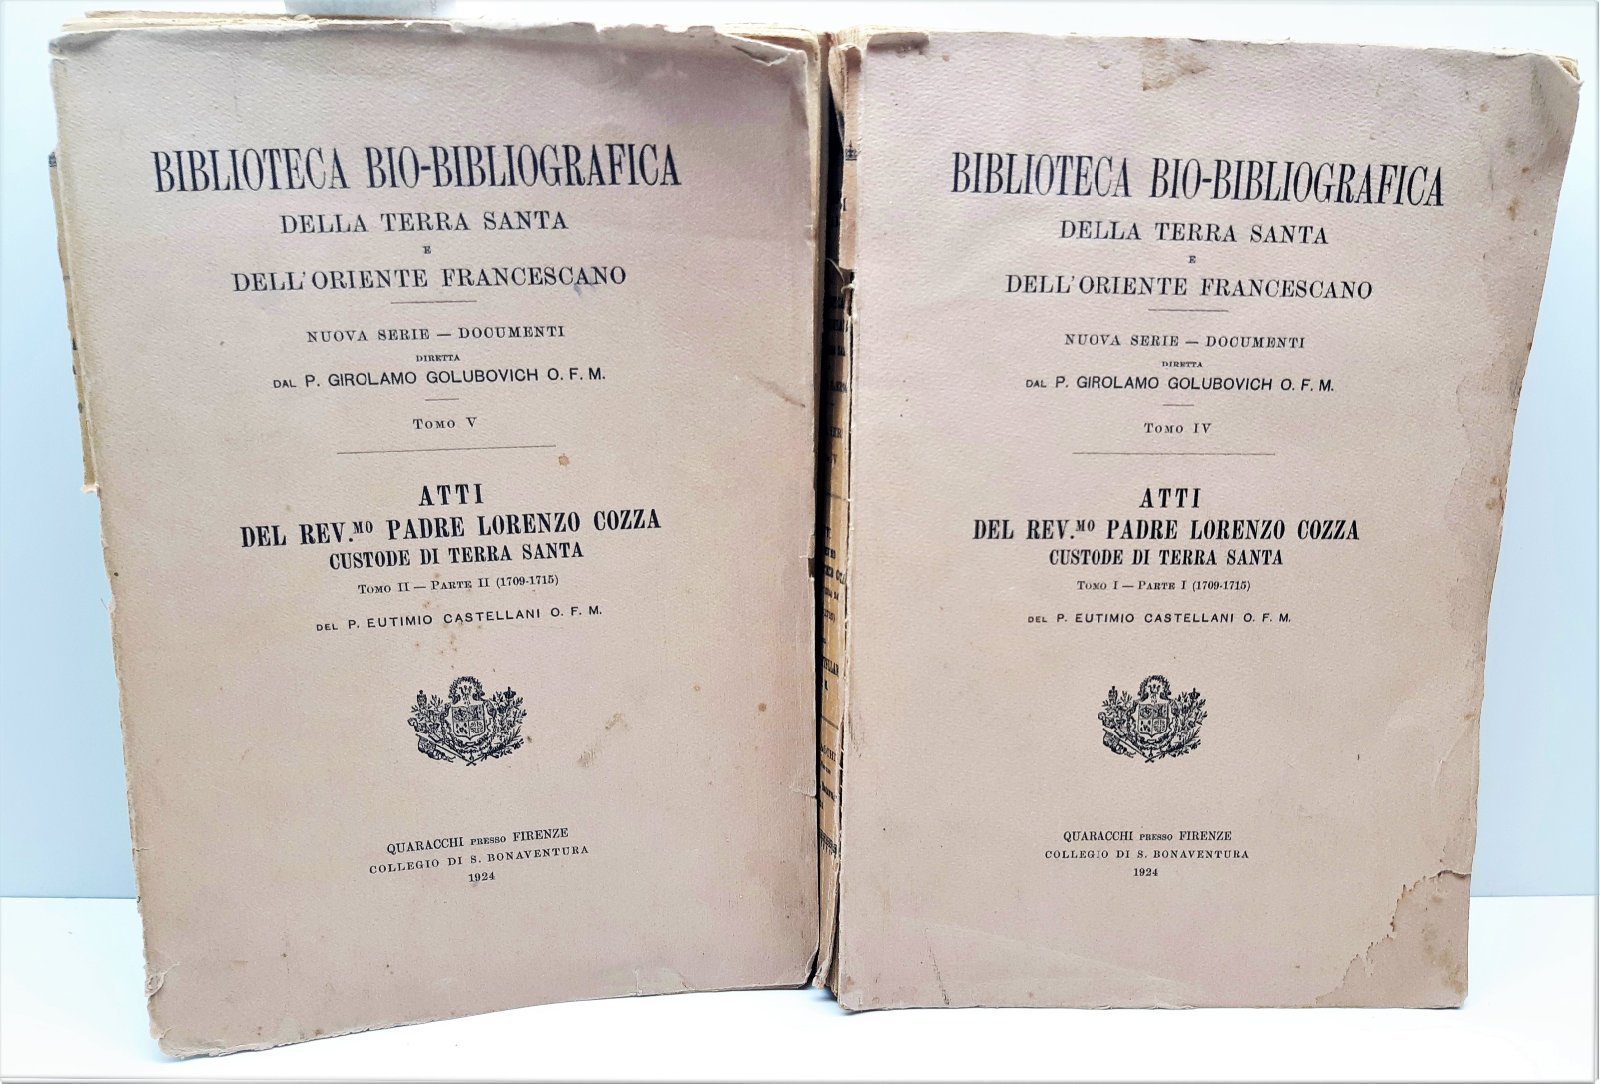 BIBLIOTECA BIO-BIBLIOGRAFICA
DELLA TERRA SANTA
E
DELL'ORIENTE FRANCESCANO
NUOVA SERIE — DOCUMENTI
DIRETTA
DAL P. GIROLAMO GOLUBOVICH O. F. M.
TOMO V
ATTI
DEL REV.MO PADRE LORENZO COZZA
CUSTODE DI TERRA SANTA
TOMO II — PARTE II (1709-1715)
DEL P. EUTIMIO CASTELLANI O. F. M.
QUARACCHI PRESSO FIRENZE
COLLEGIO DI S. BONAVENTURA
1924
BIBLIOTECA BIO-BIBLIOGRAFICA
DELLA TERRA SANTA
E
DELL'ORIENTE FRANCESCANO
NUOVA SERIE — DOCUMENTI
DIRETTA
DAL P. GIROLAMO GOLUBOVICH O. F. M.
TOMO IV
ATTI
DEL REV.MO PADRE LORENZO COZZA
CUSTODE DI TERRA SANTA
TOMO I — PARTE I (1709-1715)
DEL P. EUTIMIO CASTELLANI O. F. M.
QUARACCHI PRESSO FIRENZE
COLLEGIO DI S. BONAVENTURA
1924